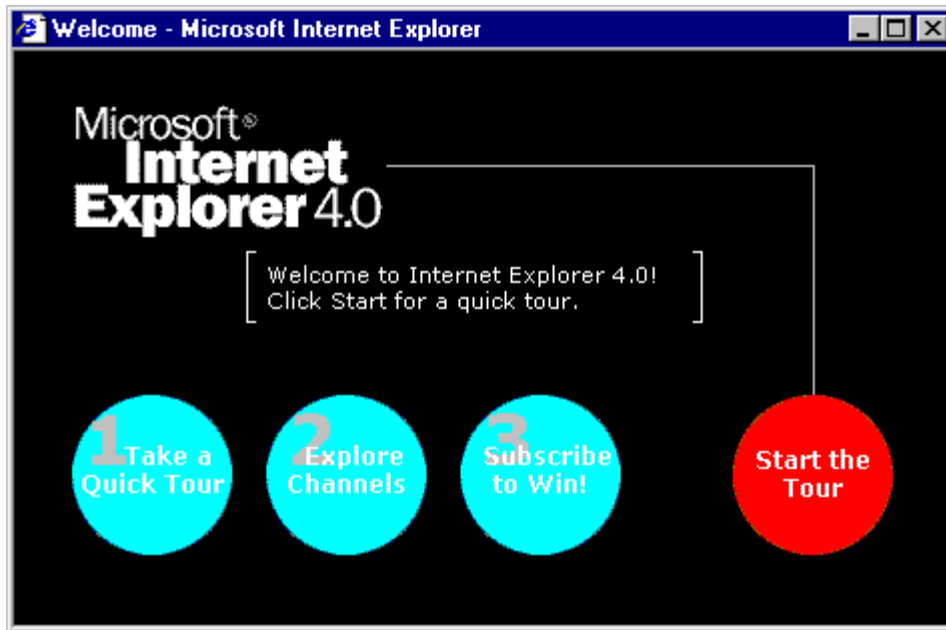 Welcome - Microsoft Internet Explorer
Microsoft®
Internet
Explorer 4.0
Welcome to Internet Explorer 4.0!
Click Start for a quick tour.
1
Take a
Quick Tour
2
Explore
Channels
3
Subscribe
to Win!
Start the
Tour